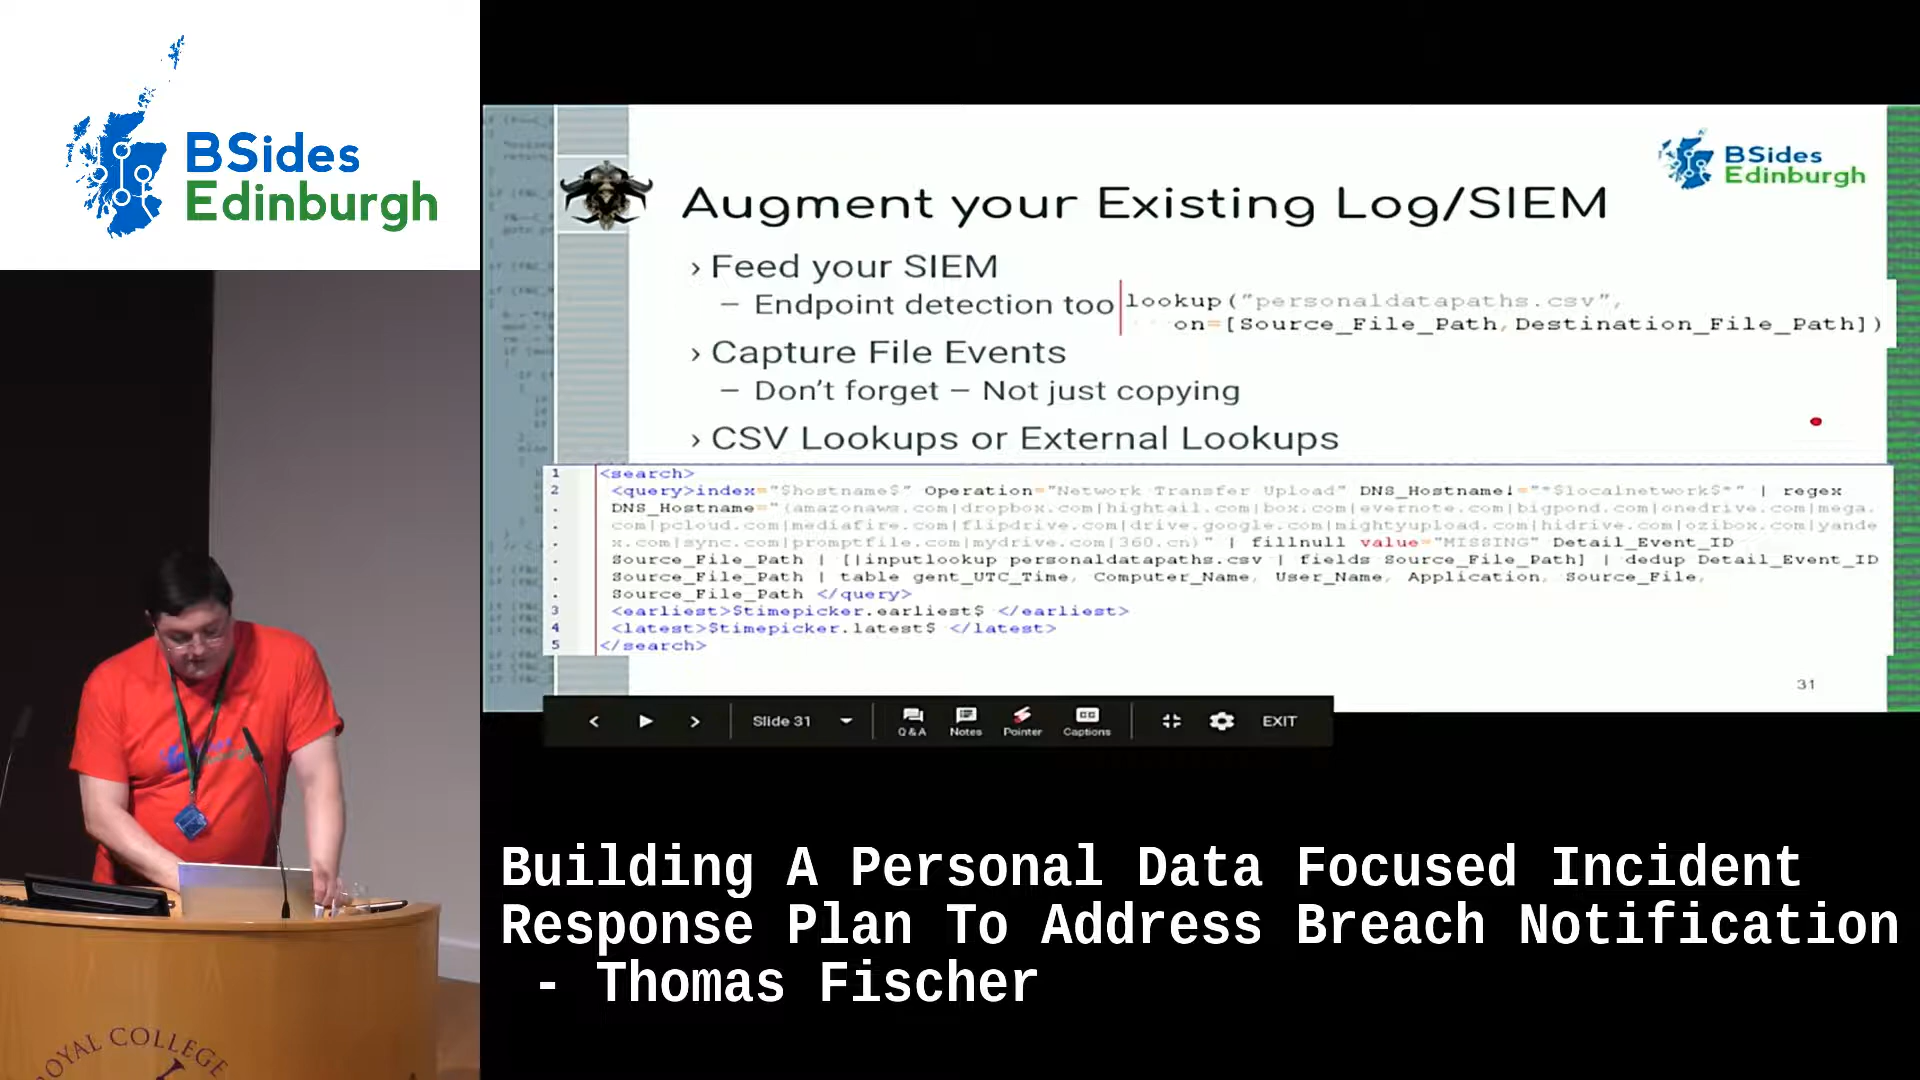 BSides
Edinburgh
BSides
Edinburgh
Augment your Existing Log/SIEM
› Feed your SIEM
– Endpoint detection too
lookup("personaldatapaths.csv",
on=[Source_File_Path,Destination_File_Path])
› Capture File Events
– Don't forget – Not just copying
› CSV Lookups or External Lookups
1 <search>
2 <query>index="$hostname$" Operation="Network Transfer Upload" DNS_Hostname!="*$localnetwork$*" | regex
DNS_Hostname="(amazonaws.com|dropbox.com|hightail.com|box.com|evernote.com|bigpond.com|onedrive.com|mega.
com|pcloud.com|mediafire.com|flipdrive.com|drive.google.com|mightyupload.com|hidrive.com|ozibox.com|yande
x.com|sync.com|promptfile.com|mydrive.com|360.cn)" | fillnull value="MISSING" Detail_Event_ID
Source_File_Path | [|inputlookup personaldatapaths.csv | fields Source_File_Path] | dedup Detail_Event_ID
Source_File_Path | table gent_UTC_Time, Computer_Name, User_Name, Application, Source_File,
Source_File_Path </query>
3 <earliest>$timepicker.earliest$ </earliest>
4 <latest>$timepicker.latest$ </latest>
5 </search>
31
Slide 31
Q & A Notes Pointer Captions
EXIT
Building A Personal Data Focused Incident
Response Plan To Address Breach Notification
- Thomas Fischer
ROYAL COLLEGE